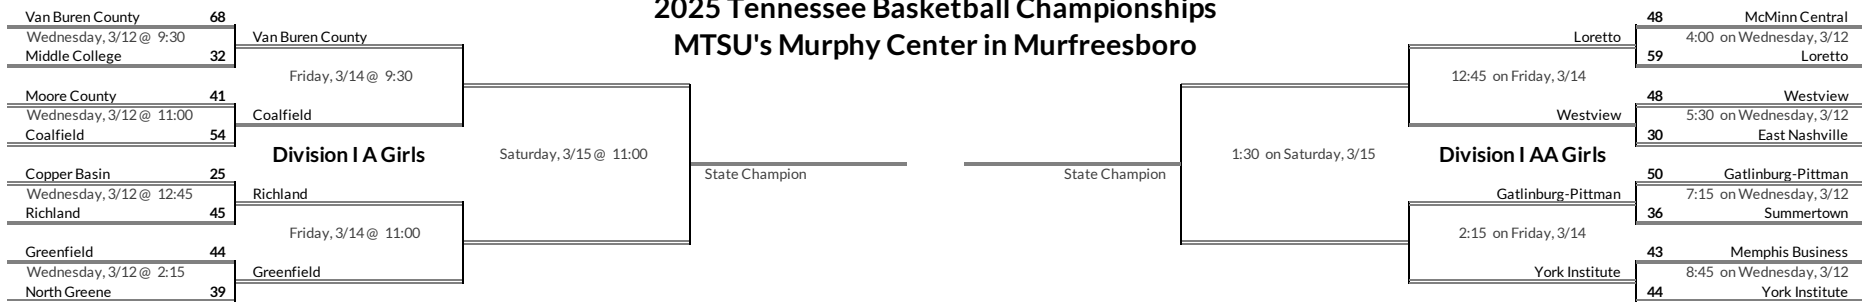 2025 Tennessee Basketball Championships
MTSU's Murphy Center in Murfreesboro
Van Buren County 68
Wednesday, 3/12 @ 9:30
Middle College 32
Van Buren County
Friday, 3/14 @ 9:30
Moore County 41
Wednesday, 3/12 @ 11:00
Coalfield 54
Coalfield
Division I A Girls
Saturday, 3/15 @ 11:00
State Champion
Copper Basin 25
Wednesday, 3/12 @ 12:45
Richland 45
Richland
Friday, 3/14 @ 11:00
Greenfield 44
Wednesday, 3/12 @ 2:15
North Greene 39
Greenfield
48 McMinn Central
4:00 on Wednesday, 3/12
59 Loretto
Loretto
12:45 on Friday, 3/14
48 Westview
5:30 on Wednesday, 3/12
30 East Nashville
Westview
Division I AA Girls
1:30 on Saturday, 3/15
State Champion
50 Gatlinburg-Pittman
7:15 on Wednesday, 3/12
36 Summertown
Gatlinburg-Pittman
2:15 on Friday, 3/14
43 Memphis Business
8:45 on Wednesday, 3/12
44 York Institute
York Institute